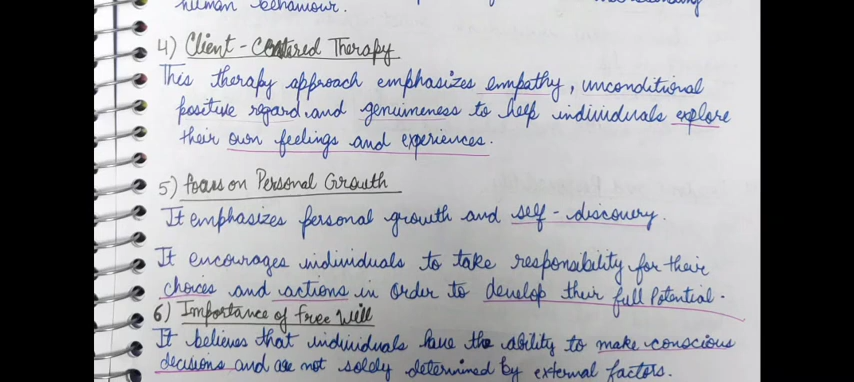 human behaviour.
4) Client-Centared Therapy
This therapy approach emphasizes empathy, unconditional
positive regard and genuineness to help individuals explore
their own feelings and experiences.
5) Focus on Personal Growth
It emphasizes personal growth and self-discovery.
It encourages individuals to take responsibility for their
choices and actions in order to develop their full Potential.
6) Importance of Free Will
It believes that individuals have the ability to make conscious
decisions and are not solely determined by external factors.